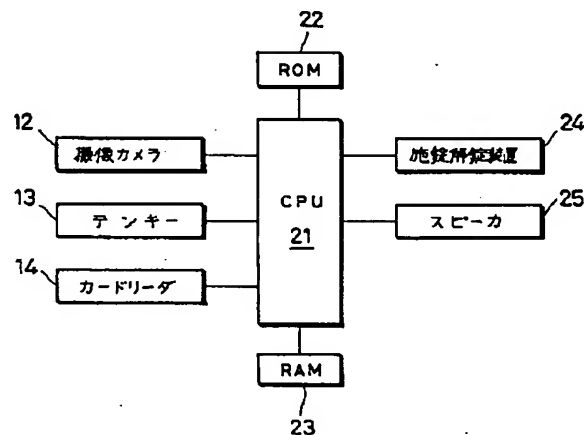 22
ROM
12
撮像カメラ
24
施錠解錠装置
CPU
21
13
テンキー
25
スピーカ
14
カードリーダ
RAM
23